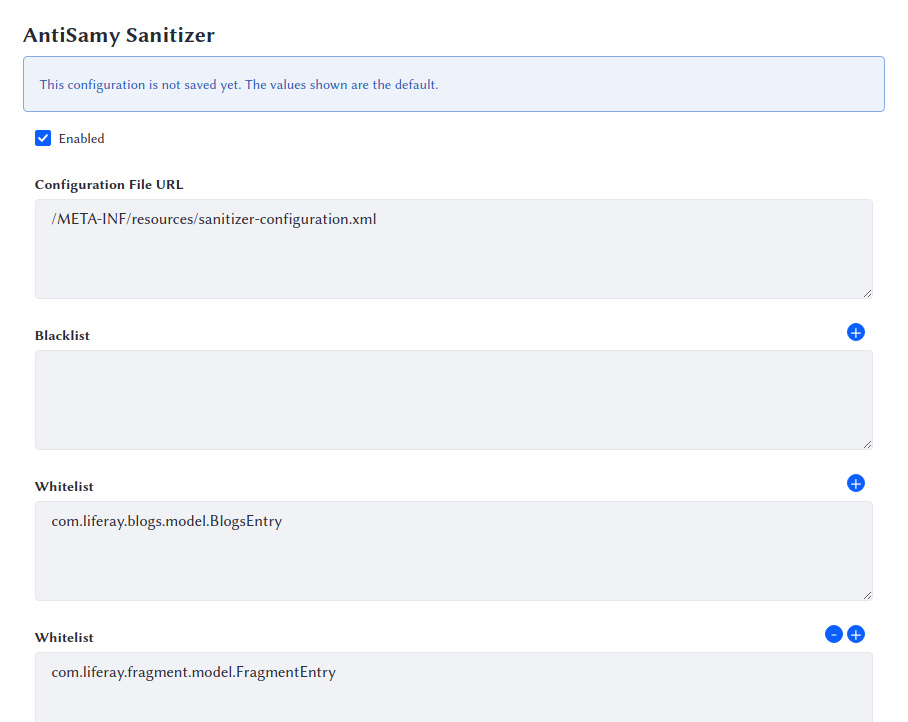 AntiSamy Sanitizer
This configuration is not saved yet. The values shown are the default.
Enabled
Configuration File URL
/META-INF/resources/sanitizer-configuration.xml
Blacklist
Whitelist
com.liferay.blogs.model.BlogsEntry
Whitelist
com.liferay.fragment.model.FragmentEntry